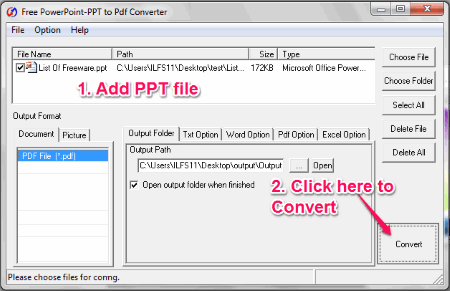 Free PowerPoint-PPT to Pdf Converter
File Option Help
File Name Path Size Type
List Of Freeware.ppt C:\Users\ILFS11\Desktop\test\List... 172KB Microsoft Office Power...
1. Add PPT file
Choose File
Choose Folder
Select All
Delete File
Delete All
Output Format
Document Picture
PDF File (*.pdf)
Output Folder Txt Option Word Option Pdf Option Excel Option
Output Path
C:\Users\ILFS11\Desktop\output\Output ... Open
Open output folder when finished
2. Click here to
Convert
Convert
Please choose files for conng.